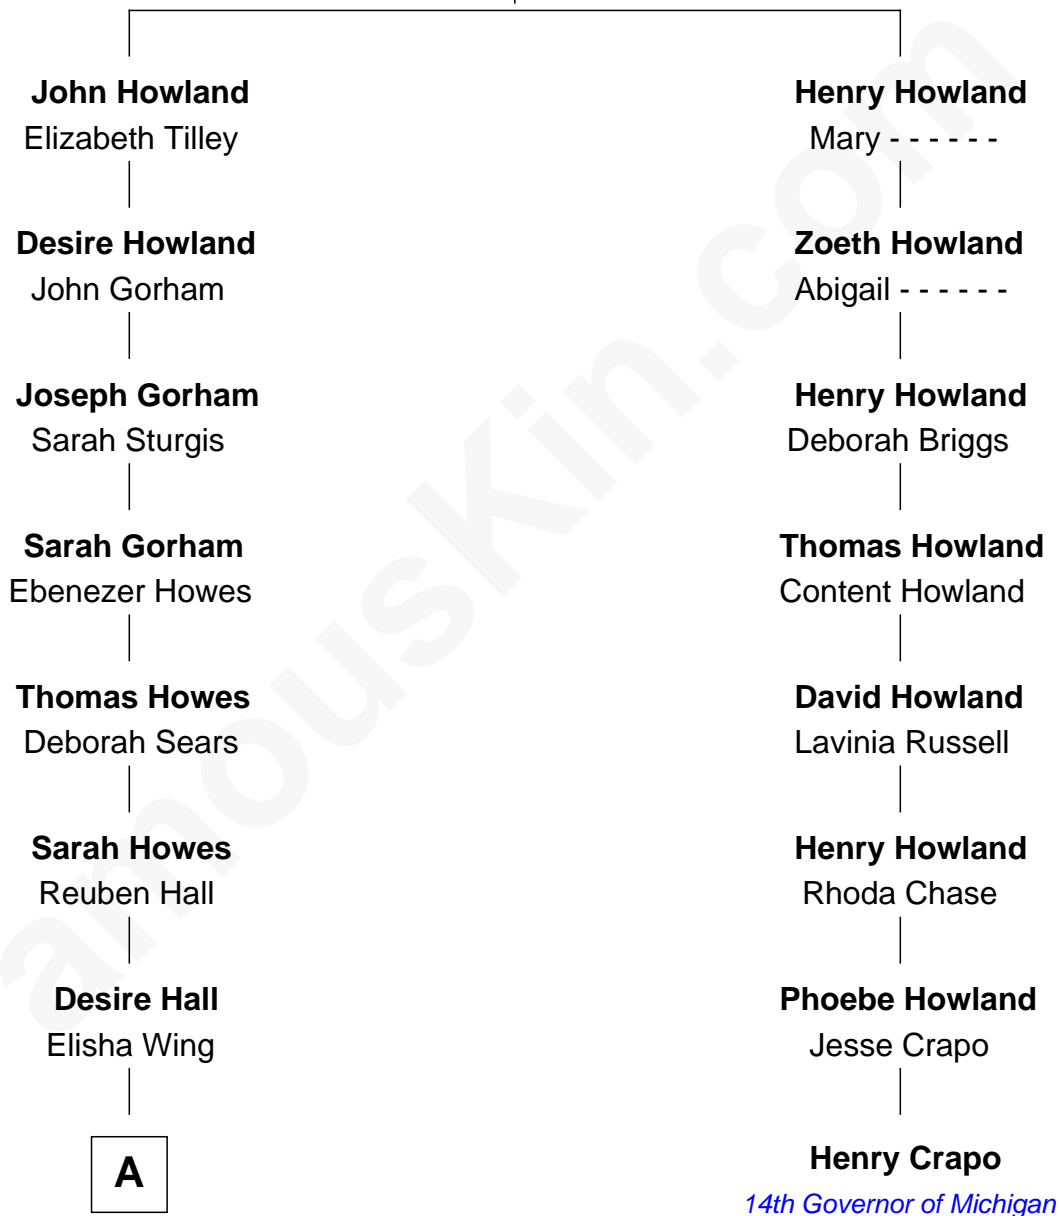 John Howland
Elizabeth Tilley
Desire Howland
John Gorham
Joseph Gorham
Sarah Sturgis
Sarah Gorham
Ebenezer Howes
Thomas Howes
Deborah Sears
Sarah Howes
Reuben Hall
Desire Hall
Elisha Wing
A
Henry Howland
Mary - - - - - -
Zoeth Howland
Abigail - - - - - -
Henry Howland
Deborah Briggs
Thomas Howland
Content Howland
David Howland
Lavinia Russell
Henry Howland
Rhoda Chase
Phoebe Howland
Jesse Crapo
Henry Crapo
14th Governor of Michigan
amousKin.com